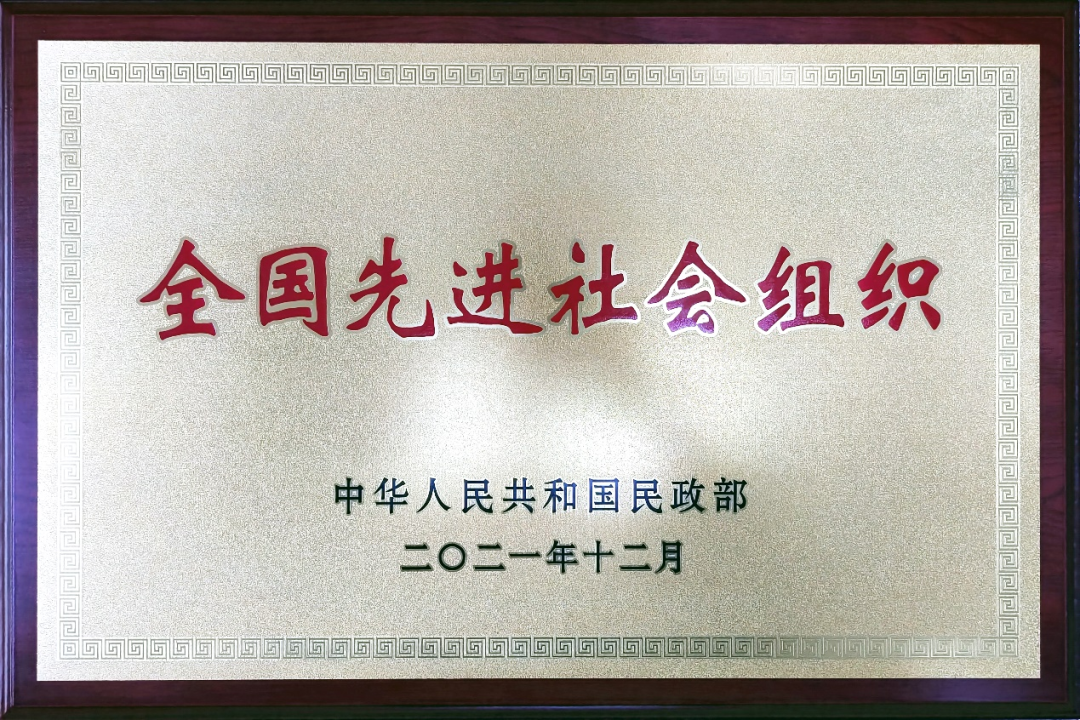 全国先进社会组织
中华人民共和国民政部
二〇二一年十二月